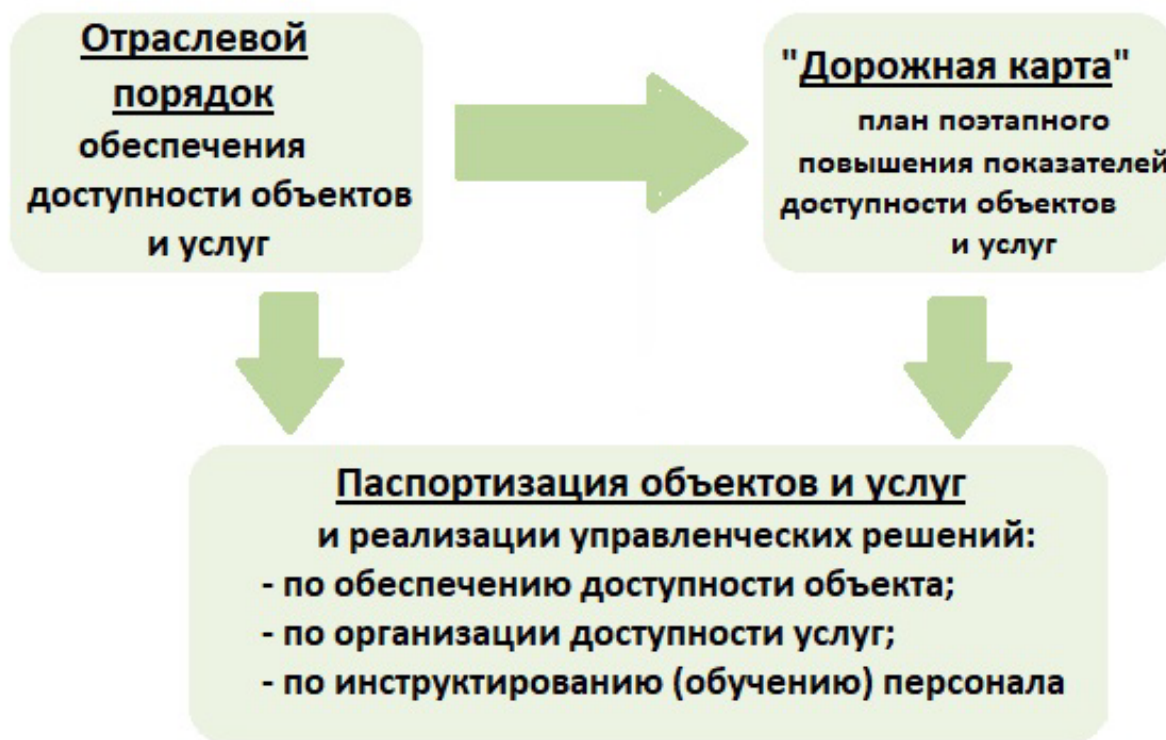 Отраслевой
порядок
обеспечения
доступности объектов
и услуг
"Дорожная карта"
план поэтапного
повышения показателей
доступности объектов
и услуг
Паспортизация объектов и услуг
и реализации управленческих решений:
- по обеспечению доступности объекта;
- по организации доступности услуг;
- по инструктированию (обучению) персонала